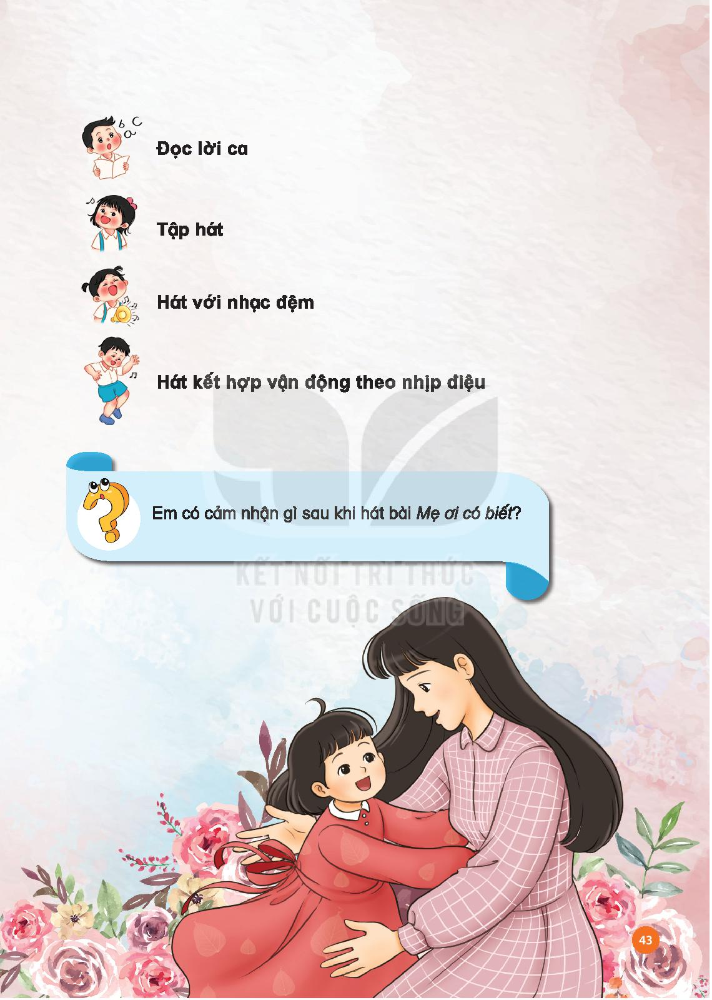 Đọc lời ca
Tập hát
Hát với nhạc đệm
Hát kết hợp vận động theo nhịp điệu
Em có cảm nhận gì sau khi hát bài Mẹ ơi có biết?
KẾT NỐI TRI THỨC
VỚI CUỘC SỐNG
43